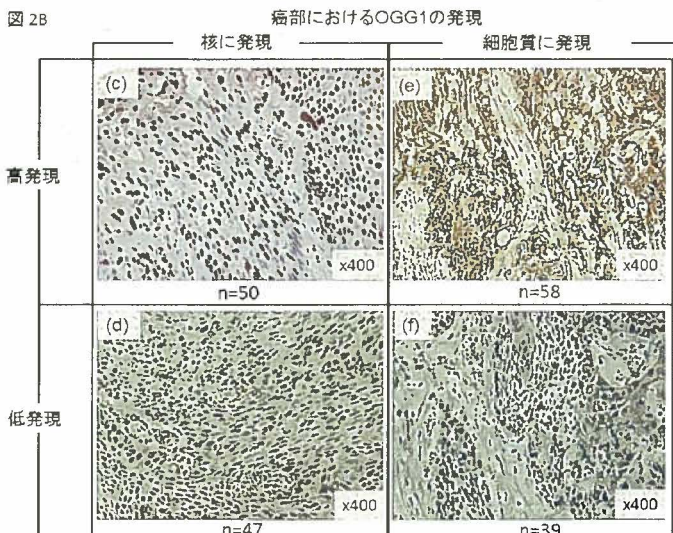 図 2B
癌部におけるOGG1の発現
核に発現
細胞質に発現
高発現
(c)
x400
n=50
(e)
x400
n=58
低発現
(d)
x400
n=47
(f)
x400
n=39